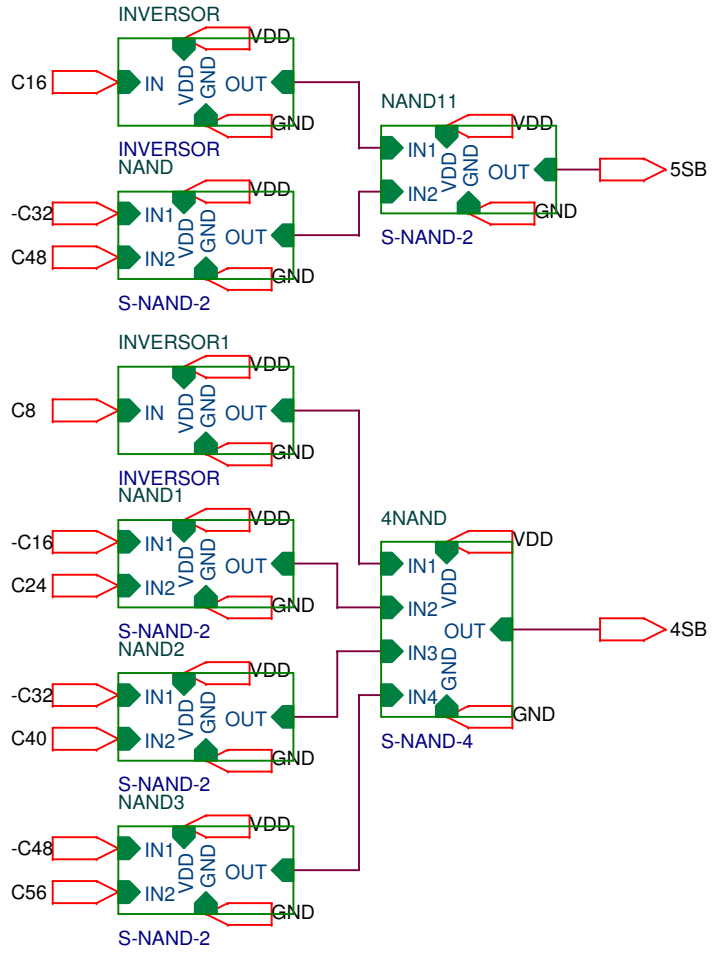 INVERSOR
VDD
C16
IN
VDD
GND
OUT
GND
INVERSOR
NAND
VDD
-C32
IN1
C48
IN2
VDD
GND
OUT
GND
S-NAND-2
NAND11
VDD
IN1
IN2
VDD
GND
OUT
5SB
GND
S-NAND-2
INVERSOR1
VDD
C8
IN
VDD
GND
OUT
GND
INVERSOR
NAND1
VDD
-C16
IN1
C24
IN2
VDD
GND
OUT
GND
S-NAND-2
NAND2
VDD
-C32
IN1
C40
IN2
VDD
GND
OUT
GND
S-NAND-2
NAND3
VDD
-C48
IN1
C56
IN2
VDD
GND
OUT
GND
S-NAND-2
4NAND
VDD
IN1
IN2
IN3
IN4
VDD
GND
OUT
4SB
GND
S-NAND-4